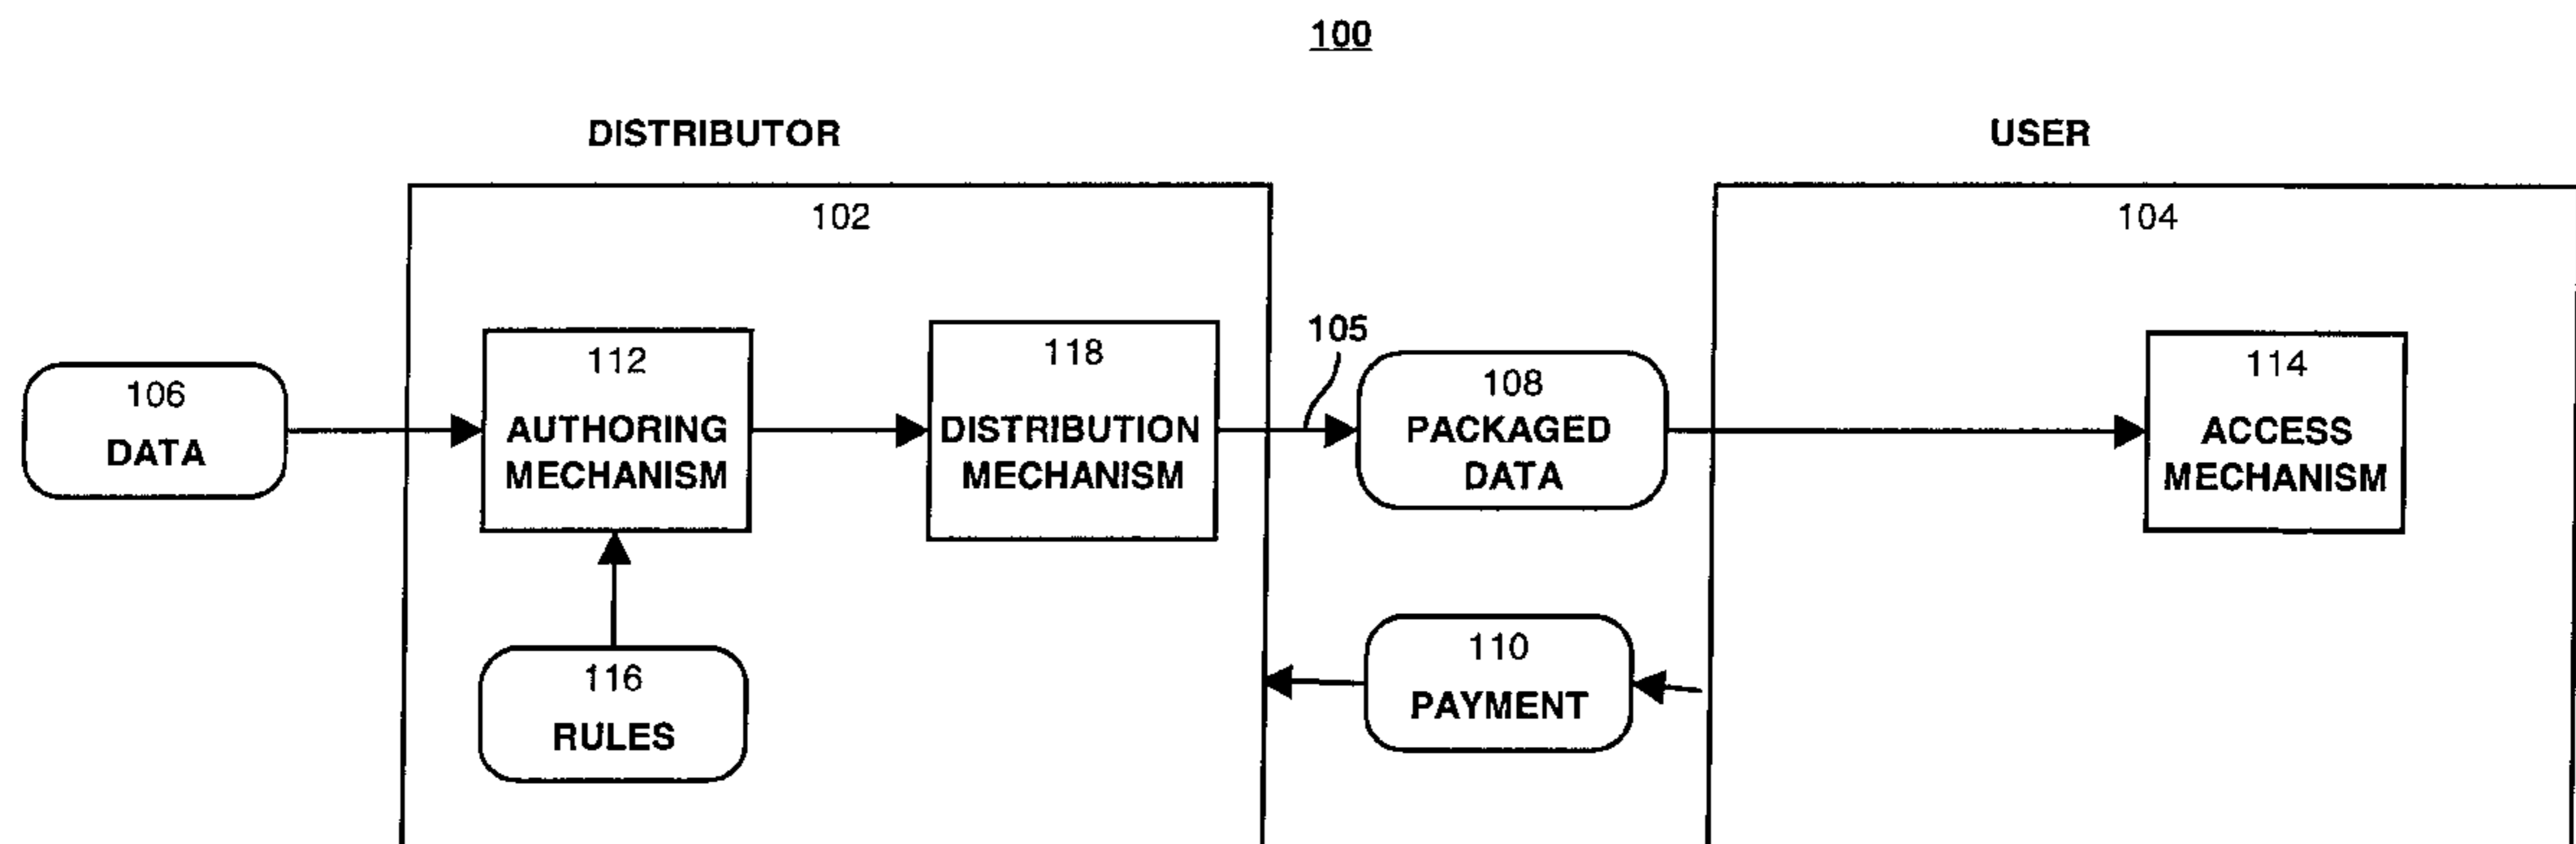 100
DISTRIBUTOR
USER
102
104
106
DATA
112
AUTHORING
MECHANISM
118
DISTRIBUTION
MECHANISM
105
108
PACKAGED
DATA
114
ACCESS
MECHANISM
116
RULES
110
PAYMENT